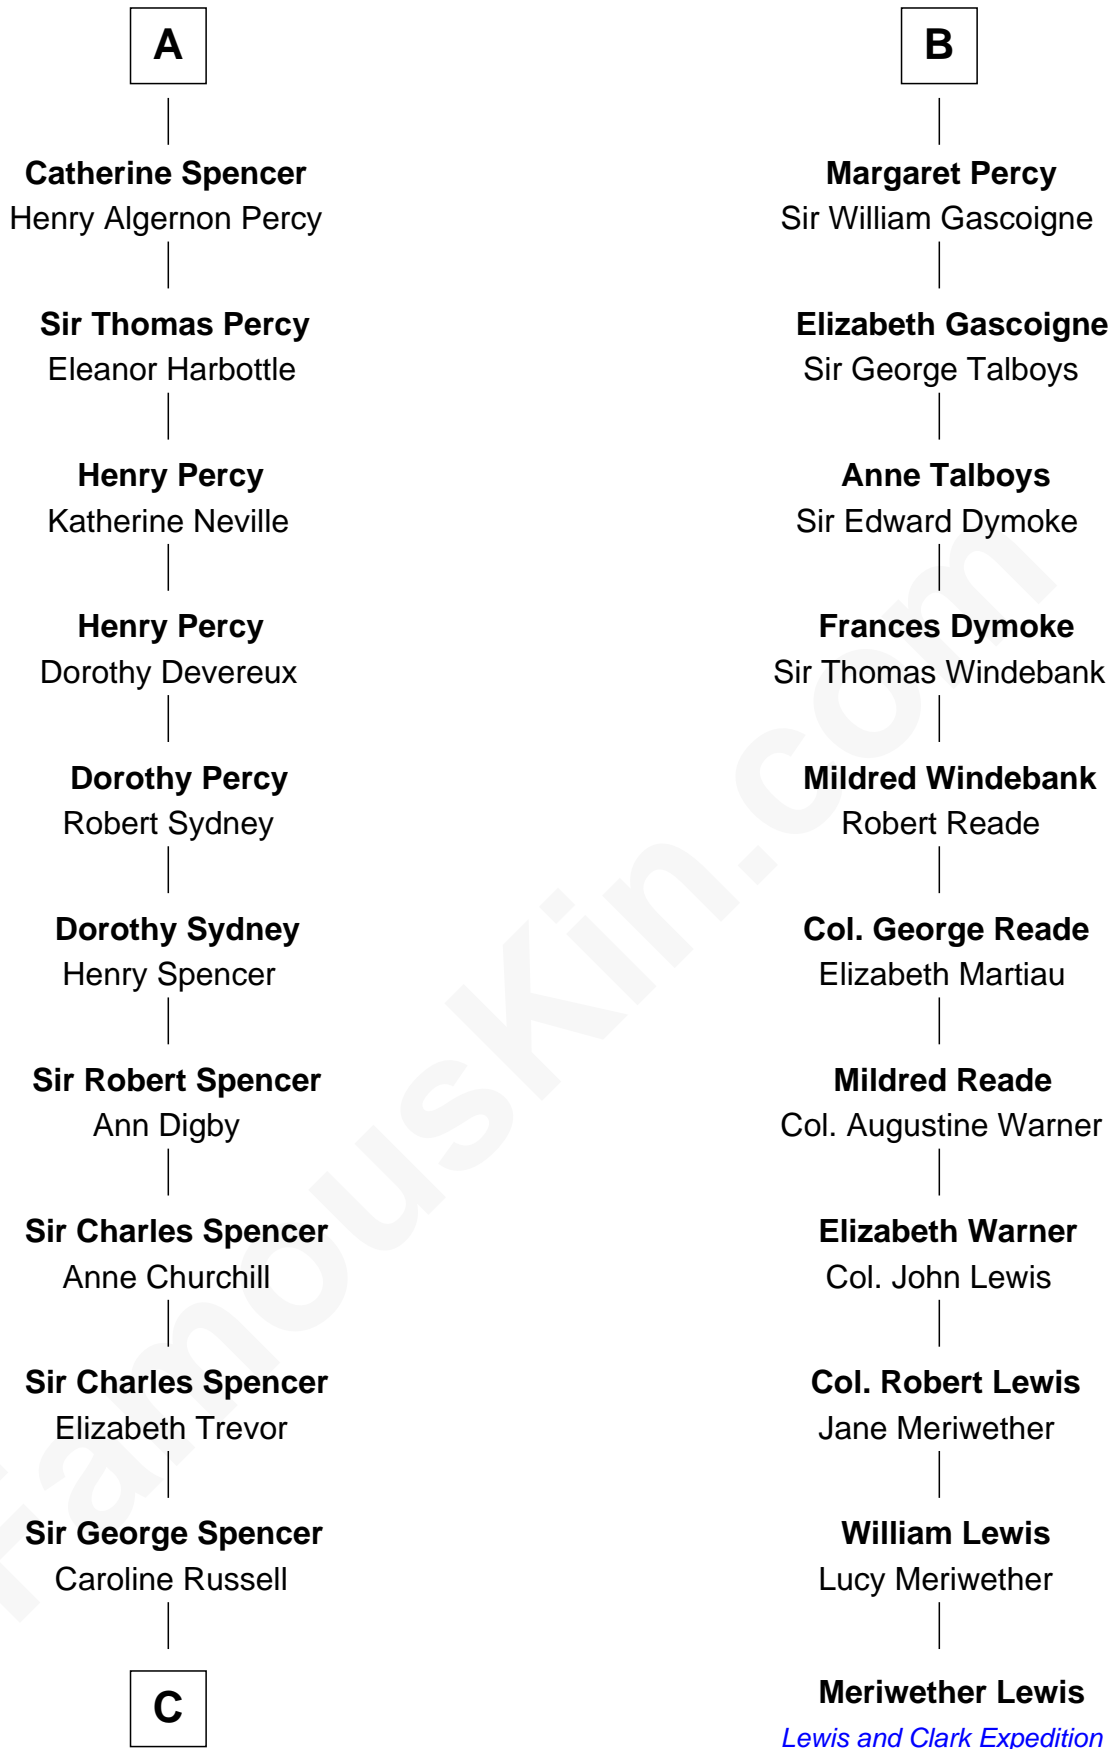 A
Catherine Spencer
Henry Algernon Percy
Sir Thomas Percy
Eleanor Harbottle
Henry Percy
Katherine Neville
Henry Percy
Dorothy Devereux
Dorothy Percy
Robert Sydney
Dorothy Sydney
Henry Spencer
Sir Robert Spencer
Ann Digby
Sir Charles Spencer
Anne Churchill
Sir Charles Spencer
Elizabeth Trevor
Sir George Spencer
Caroline Russell
C
B
Margaret Percy
Sir William Gascoigne
Elizabeth Gascoigne
Sir George Talboys
Anne Talboys
Sir Edward Dymoke
Frances Dymoke
Sir Thomas Windebank
Mildred Windebank
Robert Reade
Col. George Reade
Elizabeth Martiau
Mildred Reade
Col. Augustine Warner
Elizabeth Warner
Col. John Lewis
Col. Robert Lewis
Jane Meriwether
William Lewis
Lucy Meriwether
Meriwether Lewis
Lewis and Clark Expedition
FamousKin.com